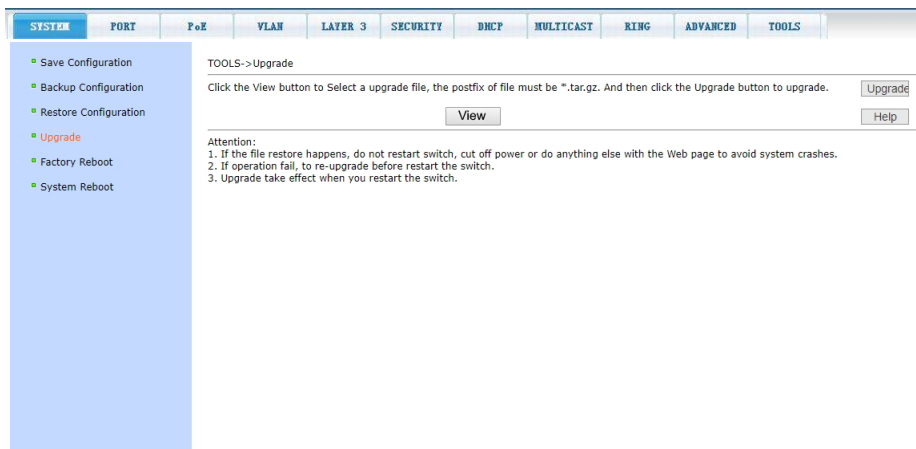 SYSTEM PORT PoE VLAN LAYER 3 SECURITY DHCP MULTICAST RING ADVANCED TOOLS
Save Configuration
Backup Configuration
Restore Configuration
Upgrade
Factory Reboot
System Reboot
TOOLS->Upgrade
Click the View button to Select a upgrade file, the postfix of file must be *.tar.gz. And then click the Upgrade button to upgrade.
Upgrade
View
Help
Attention:
1. If the file restore happens, do not restart switch, cut off power or do anything else with the Web page to avoid system crashes.
2. If operation fail, to re-upgrade before restart the switch.
3. Upgrade take effect when you restart the switch.